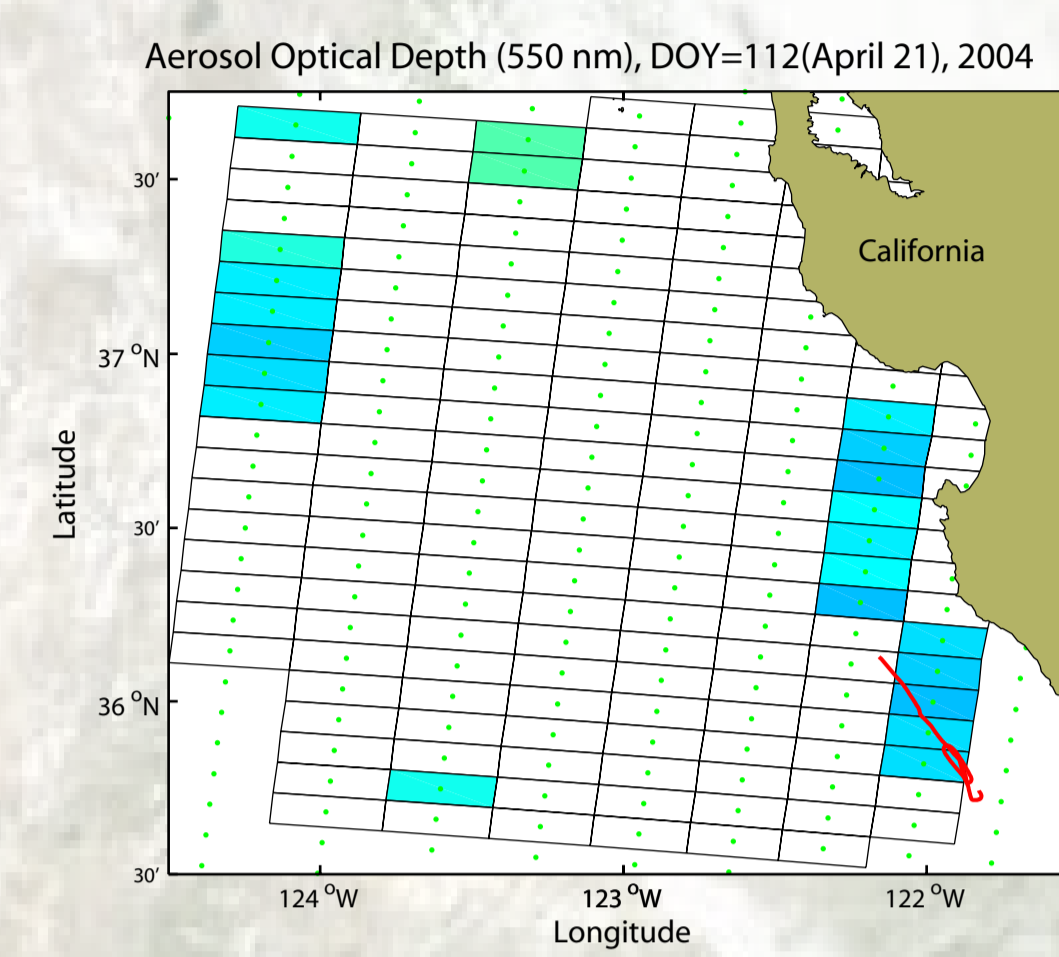 Aerosol Optical Depth (550 nm), DOY=112(April 21), 2004
30′
California
37 °N
Latitude
30′
36 °N
30′
124 °W
123 °W
122 °W
Longitude